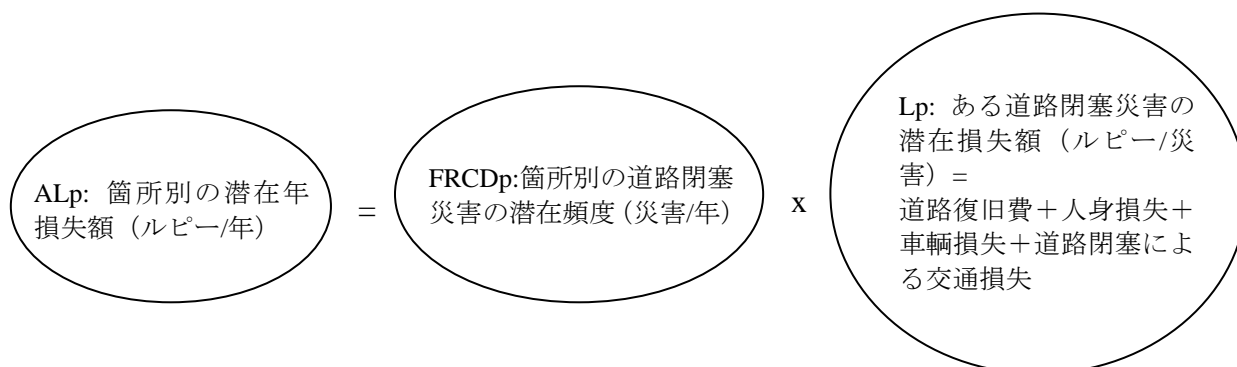 ALp: 箇所別の潜在年
損失額（ルピー/年）
=
FRCDp:箇所別の道路閉塞
災害の潜在頻度（災害/年）
x
Lp: ある道路閉塞災害の
潜在損失額（ルピー/災
害）=
道路復旧費＋人身損失＋
車輌損失＋道路閉塞によ
る交通損失